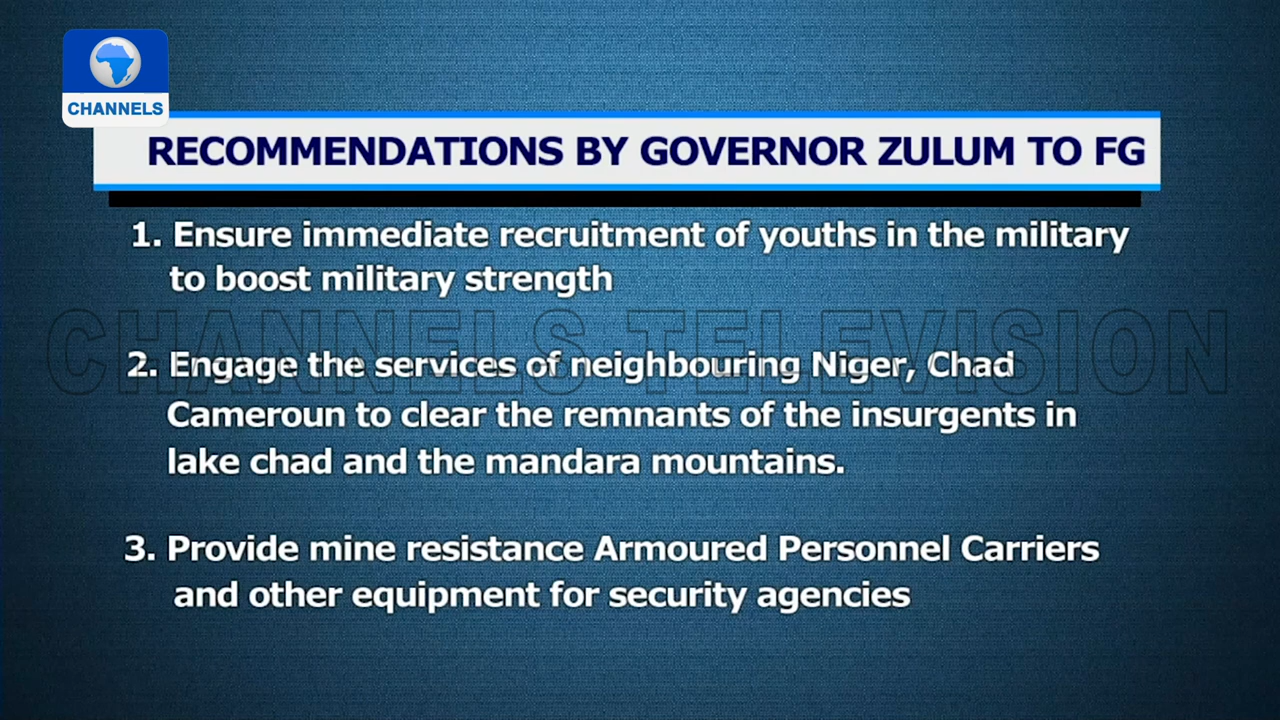 CHANNELS
RECOMMENDATIONS BY GOVERNOR ZULUM TO FG
1. Ensure immediate recruitment of youths in the military
to boost military strength
CHANNELS TELEVISION
2. Engage the services of neighbouring Niger, Chad
Cameroun to clear the remnants of the insurgents in
lake chad and the mandara mountains.
3. Provide mine resistance Armoured Personnel Carriers
and other equipment for security agencies